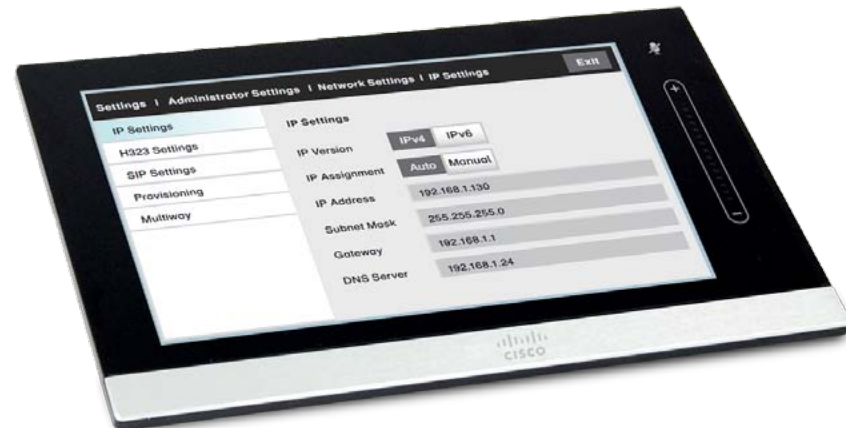 Settings | Administrator Settings | Network Settings | IP Settings Exit
IP Settings
H323 Settings
SIP Settings
Provisioning
Multiway
IP Settings
IP Version IPv4 IPv6
IP Assignment Auto Manual
IP Address 192.168.1.130
Subnet Mask 255.255.255.0
Gateway 192.168.1.1
DNS Server 192.168.1.24
+
–
CISCO